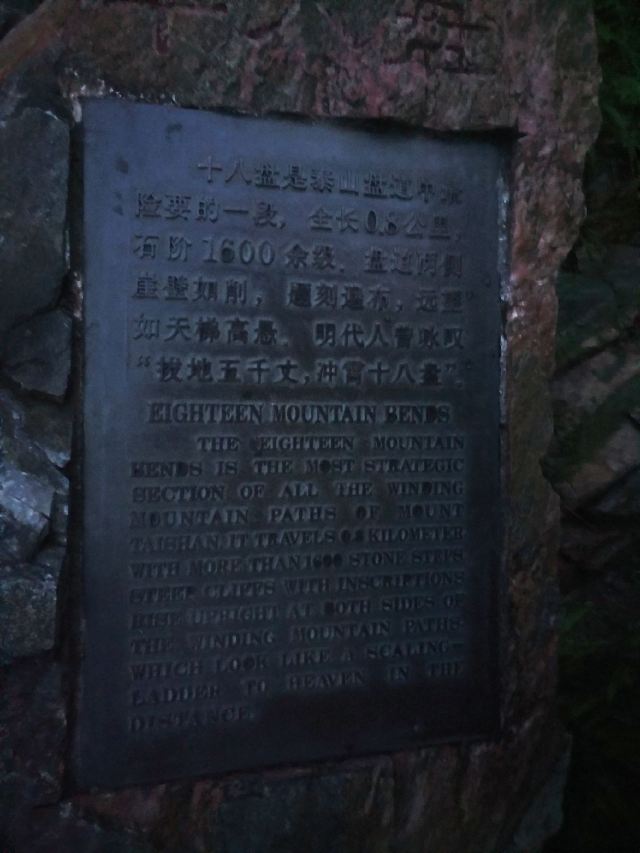 十八盘是泰山盘道中最
险要的一段，全长0.8公里，
石阶1600余级．盘道两侧
崖壁如削，遍刻遍布，远望
如天梯高悬．明代人曾咏叹
“拔地五千丈，冲霄十八盘”．
EIGHTEEN MOUNTAIN BENDS
THE EIGHTEEN MOUNTAIN
BENDS IS THE MOST STRATEGIC
SECTION OF ALL THE WINDING
MOUNTAIN PATHS OF MOUNT
TAISHAN. IT TRAVELS 0.8 KILOMETER
WITH MORE THAN 1600 STONE STEPS
STEEP CLIFFS WITH INSCRIPTIONS
RISE UPRIGHT AT BOTH SIDES OF
THE WINDING MOUNTAIN PATHS
WHICH LOOK LIKE A SCALING-
LADDER TO HEAVEN IN THE
DISTANCE.